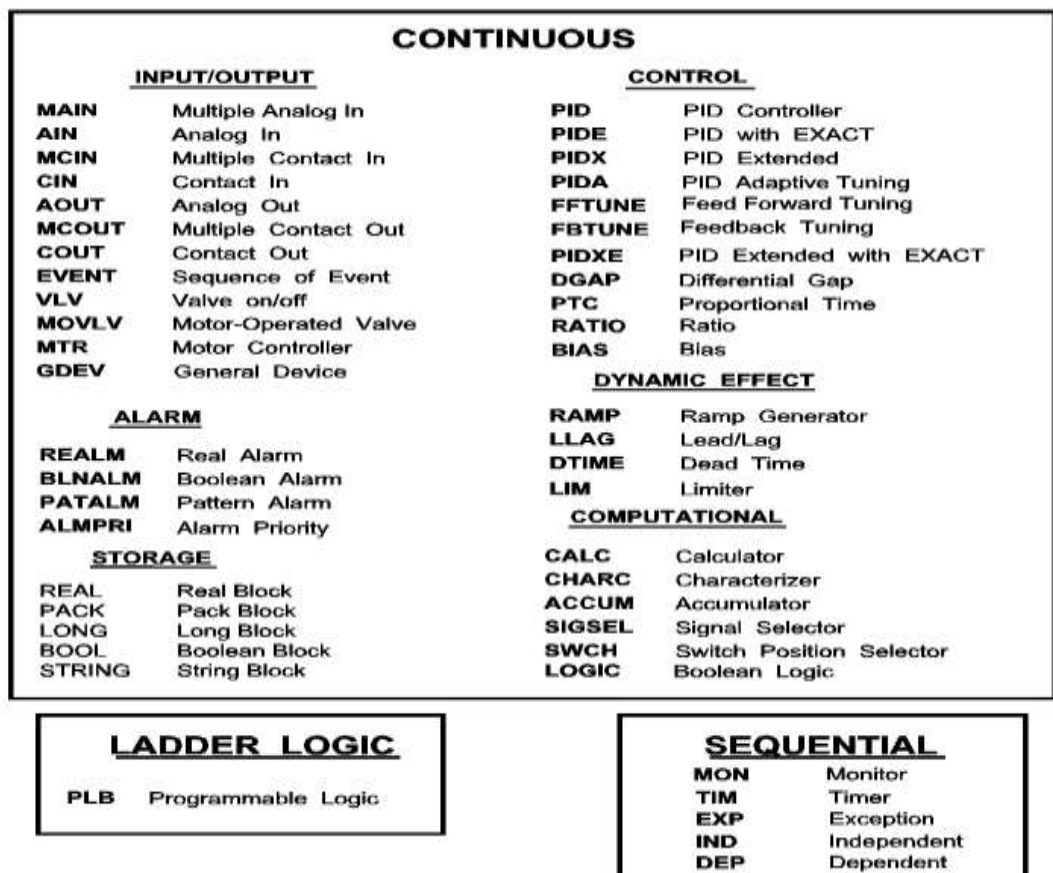 CONTINUOUS
INPUT/OUTPUT
MAIN Multiple Analog In
AIN Analog In
MCIN Multiple Contact In
CIN Contact In
AOUT Analog Out
MCOUT Multiple Contact Out
COUT Contact Out
EVENT Sequence of Event
VLV Valve on/off
MOVLV Motor-Operated Valve
MTR Motor Controller
GDEV General Device
ALARM
REALM Real Alarm
BLNALM Boolean Alarm
PATALM Pattern Alarm
ALMPRI Alarm Priority
STORAGE
REAL Real Block
PACK Pack Block
LONG Long Block
BOOL Boolean Block
STRING String Block
CONTROL
PID PID Controller
PIDE PID with EXACT
PIDX PID Extended
PIDA PID Adaptive Tuning
FFTUNE Feed Forward Tuning
FBTUNE Feedback Tuning
PIDXE PID Extended with EXACT
DGAP Differential Gap
PTC Proportional Time
RATIO Ratio
BIAS Bias
DYNAMIC EFFECT
RAMP Ramp Generator
LLAG Lead/Lag
DTIME Dead Time
LIM Limiter
COMPUTATIONAL
CALC Calculator
CHARC Characterizer
ACCUM Accumulator
SIGSEL Signal Selector
SWCH Switch Position Selector
LOGIC Boolean Logic
LADDER LOGIC
PLB Programmable Logic
SEQUENTIAL
MON Monitor
TIM Timer
EXP Exception
IND Independent
DEP Dependent